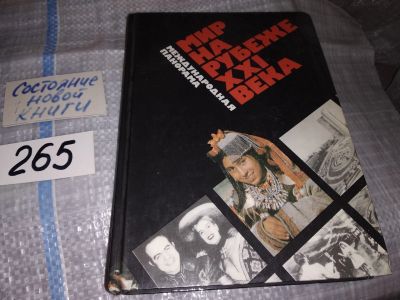 Состояние
новой
книги
265
МИР
НА
РУБЕЖЕ
XXI
ВЕКА
МЕЖДУНАРОДНАЯ
ПАНОРАМА